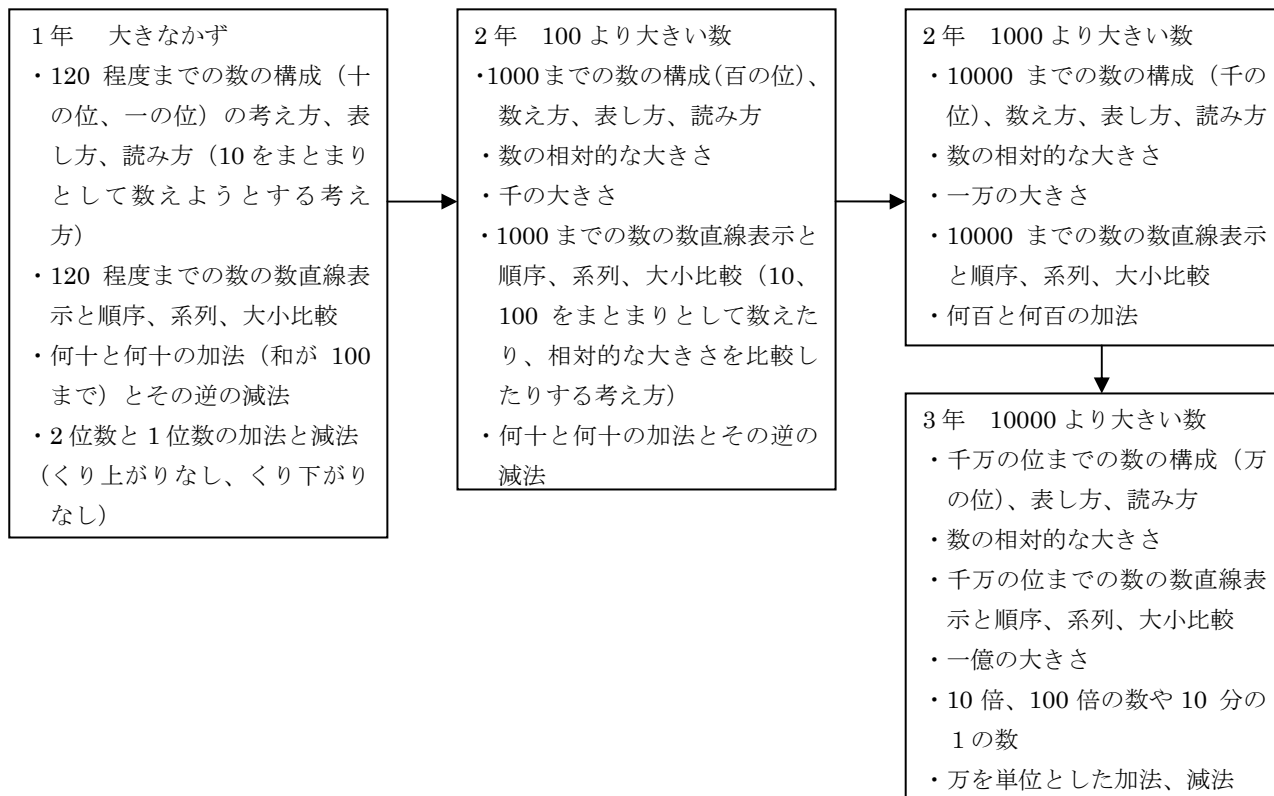 1年 大きなかず
・120 程度までの数の構成（十
の位、一の位）の考え方、表
し方、読み方（10 をまとまり
として数えようとする考え
方）
・120 程度までの数の数直線表
示と順序、系列、大小比較
・何十と何十の加法（和が 100
まで）とその逆の減法
・2位数と1位数の加法と減法
（くり上がりなし、くり下がり
なし）
2年 100 より大きい数
・1000までの数の構成（百の位）、
数え方、表し方、読み方
・数の相対的な大きさ
・千の大きさ
・1000 までの数の数直線表示と
順序、系列、大小比較（10、
100 をまとまりとして数えた
り、相対的な大きさを比較し
たりする考え方）
・何十と何十の加法とその逆の
減法
2年 1000 より大きい数
・10000 までの数の構成（千の
位）、数え方、表し方、読み方
・数の相対的な大きさ
・一万の大きさ
・10000 までの数の数直線表示
と順序、系列、大小比較
・何百と何百の加法
3年 10000 より大きい数
・千万の位までの数の構成（万
の位）、表し方、読み方
・数の相対的な大きさ
・千万の位までの数の数直線表
示と順序、系列、大小比較
・一億の大きさ
・10 倍、100 倍の数や 10 分の
1の数
・万を単位とした加法、減法